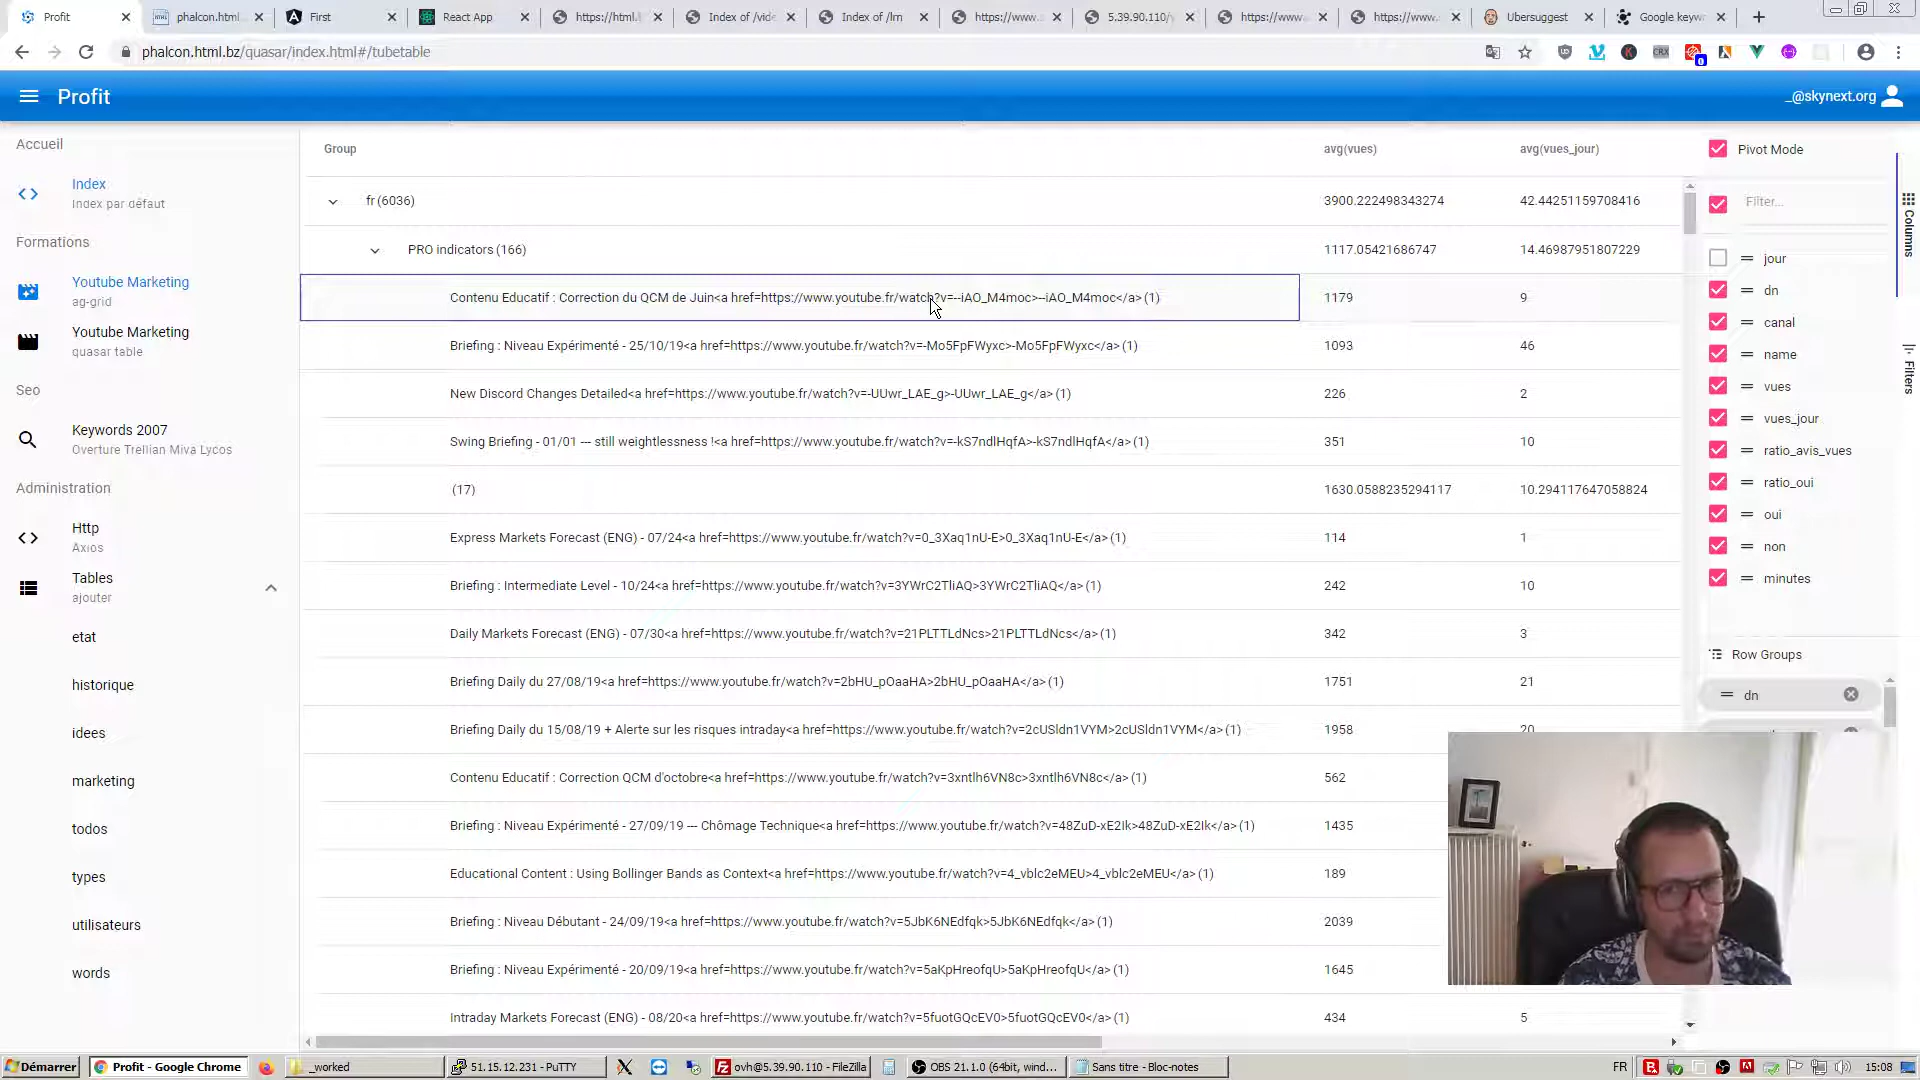 Profit
phalcon.html
First
React App
https://html.l
Index of /vide
Index of /lm
https://www.
5.39.90.110/
https://www.
https://www.
Ubersuggest
Google keyw
phalcon.html.bz/quasar/index.html#/tubetable
Profit
_@skynext.org
Accueil
Index
Index par défaut
Formations
Youtube Marketing
ag-grid
Youtube Marketing
quasar table
Seo
Keywords 2007
Overture Trellian Miva Lycos
Administration
Http
Axios
Tables
ajouter
etat
historique
idees
marketing
todos
types
utilisateurs
words
Group avg(vues) avg(vues_jour)
fr (6036) 3900.222498343274 42.44251159708416
PRO indicators (166) 1117.05421686747 14.46987951807229
Contenu Educatif : Correction du QCM de Juin<a href=https://www.youtube.fr/watch?v=--iAO_M4moc>--iAO_M4moc</a> (1) 1179 9
Briefing : Niveau Expérimenté - 25/10/19<a href=https://www.youtube.fr/watch?v=-Mo5FpFWyxc>-Mo5FpFWyxc</a> (1) 1093 46
New Discord Changes Detailed<a href=https://www.youtube.fr/watch?v=-UUwr_LAE_g>-UUwr_LAE_g</a> (1) 226 2
Swing Briefing - 01/01 --- still weightlessness !<a href=https://www.youtube.fr/watch?v=-kS7ndlHqfA>-kS7ndlHqfA</a> (1) 351 10
(17) 1630.0588235294117 10.294117647058824
Express Markets Forecast (ENG) - 07/24<a href=https://www.youtube.fr/watch?v=0_3Xaq1nU-E>0_3Xaq1nU-E</a> (1) 114 1
Briefing : Intermediate Level - 10/24<a href=https://www.youtube.fr/watch?v=3YWrC2TliAQ>3YWrC2TliAQ</a> (1) 242 10
Daily Markets Forecast (ENG) - 07/30<a href=https://www.youtube.fr/watch?v=21PLTTLdNcs>21PLTTLdNcs</a> (1) 342 3
Briefing Daily du 27/08/19<a href=https://www.youtube.fr/watch?v=2bHU_pOaaHA>2bHU_pOaaHA</a> (1) 1751 21
Briefing Daily du 15/08/19 + Alerte sur les risques intraday<a href=https://www.youtube.fr/watch?v=2cUSldn1VYM>2cUSldn1VYM</a> (1) 1958 20
Contenu Educatif : Correction QCM d'octobre<a href=https://www.youtube.fr/watch?v=3xntlh6VN8c>3xntlh6VN8c</a> (1) 562
Briefing : Niveau Expérimenté - 27/09/19 --- Chômage Technique<a href=https://www.youtube.fr/watch?v=48ZuD-xE2Ik>48ZuD-xE2Ik</a> (1) 1435
Educational Content : Using Bollinger Bands as Context<a href=https://www.youtube.fr/watch?v=4_vblc2eMEU>4_vblc2eMEU</a> (1) 189
Briefing : Niveau Débutant - 24/09/19<a href=https://www.youtube.fr/watch?v=5JbK6NEdfqk>5JbK6NEdfqk</a> (1) 2039
Briefing : Niveau Expérimenté - 20/09/19<a href=https://www.youtube.fr/watch?v=5aKpHreofqU>5aKpHreofqU</a> (1) 1645
Intraday Markets Forecast (ENG) - 08/20<a href=https://www.youtube.fr/watch?v=5fuotGQcEV0>5fuotGQcEV0</a> (1) 434 5
Pivot Mode
Filter...
jour
dn
canal
name
vues
vues_jour
ratio_avis_vues
ratio_oui
oui
non
minutes
Row Groups
dn
Columns
Filters
Démarrer
Profit - Google Chrome
_worked
51.15.12.231 - PuTTY
ovh@5.39.90.110 - FileZilla
OBS 21.1.0 (64bit, wind...
Sans titre - Bloc-notes
FR
15:08